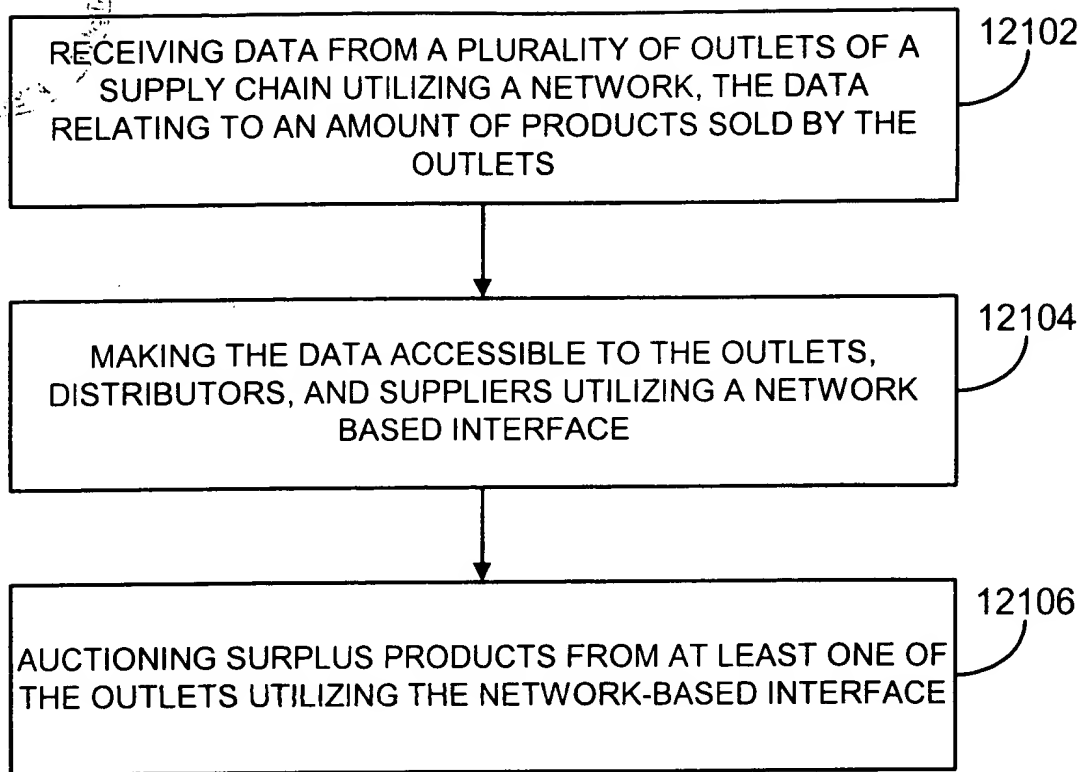 RECEIVING DATA FROM A PLURALITY OF OUTLETS OF A
SUPPLY CHAIN UTILIZING A NETWORK, THE DATA
RELATING TO AN AMOUNT OF PRODUCTS SOLD BY THE
OUTLETS
12102
MAKING THE DATA ACCESSIBLE TO THE OUTLETS,
DISTRIBUTORS, AND SUPPLIERS UTILIZING A NETWORK
BASED INTERFACE
12104
AUCTIONING SURPLUS PRODUCTS FROM AT LEAST ONE OF
THE OUTLETS UTILIZING THE NETWORK-BASED INTERFACE
12106